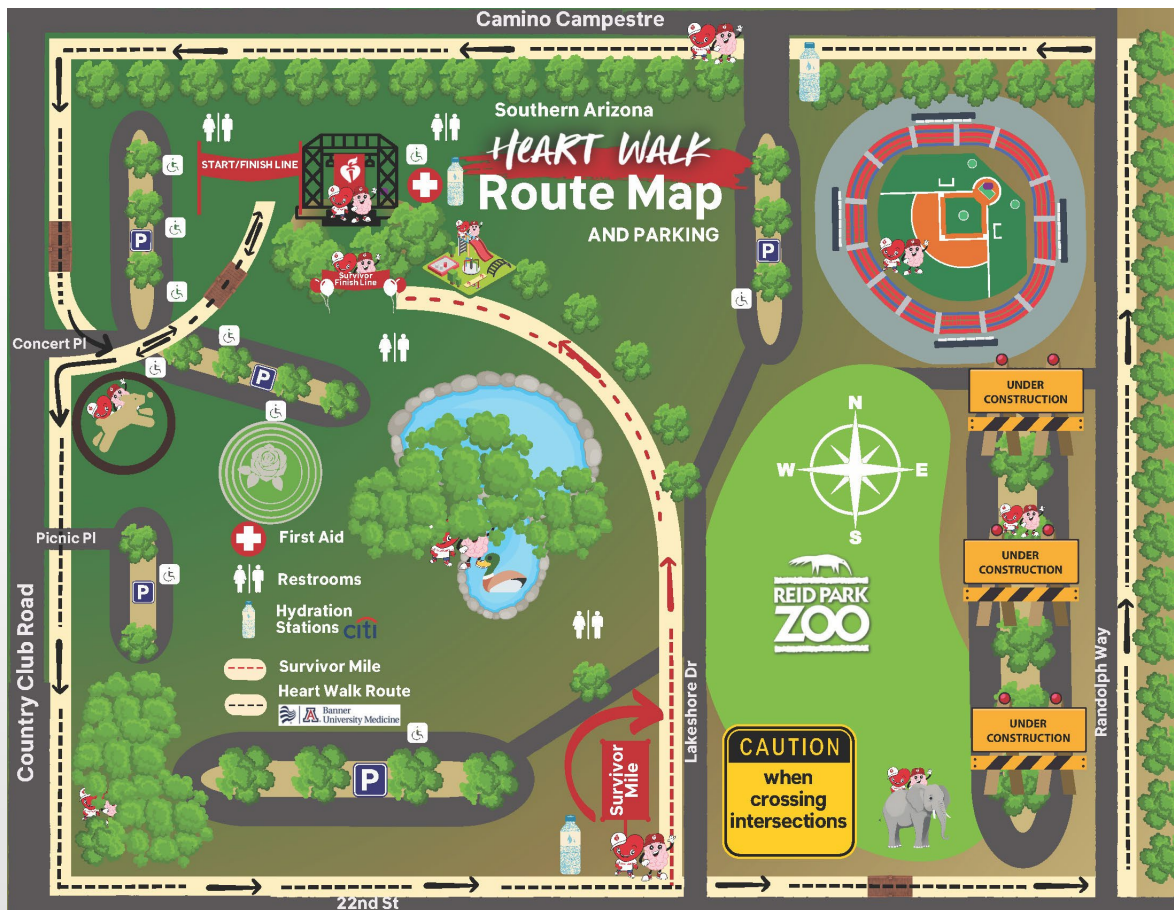 Camino Campestre
Southern Arizona
HEART WALK
Route Map
AND PARKING
START/FINISH LINE
Survivor
Finish Line
P
P
P
P
P
Concert Pl
Picnic Pl
Country Club Road
First Aid
Restrooms
Hydration
Stations citi
Survivor Mile
Heart Walk Route
A Banner
University Medicine
Survivor
Mile
22nd St
Lakeshore Dr
Randolph Way
N
W E
S
REID PARK
ZOO
UNDER
CONSTRUCTION
UNDER
CONSTRUCTION
UNDER
CONSTRUCTION
CAUTION
when
crossing
intersections